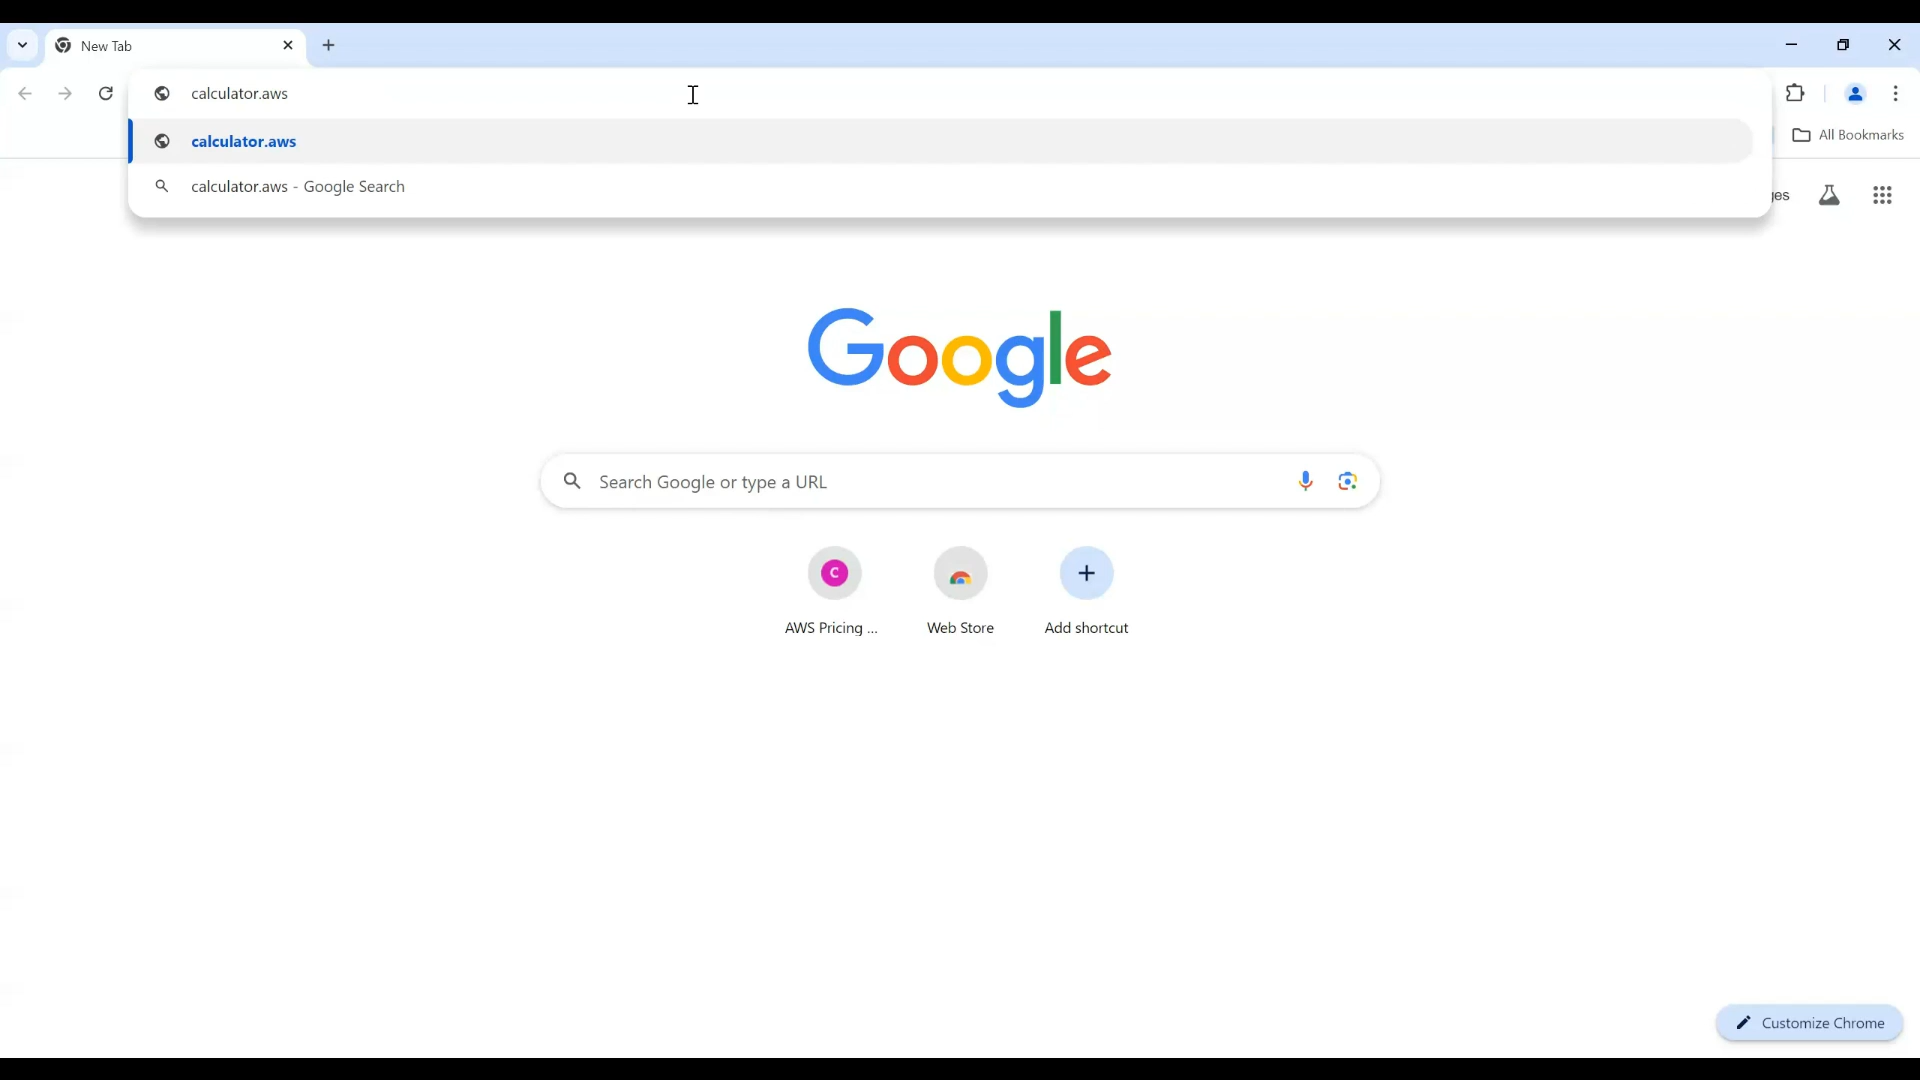 New Tab
calculator.aws
calculator.aws
All Bookmarks
calculator.aws - Google Search
Google
Search Google or type a URL
C
AWS Pricing ...
Web Store
Add shortcut
Customize Chrome